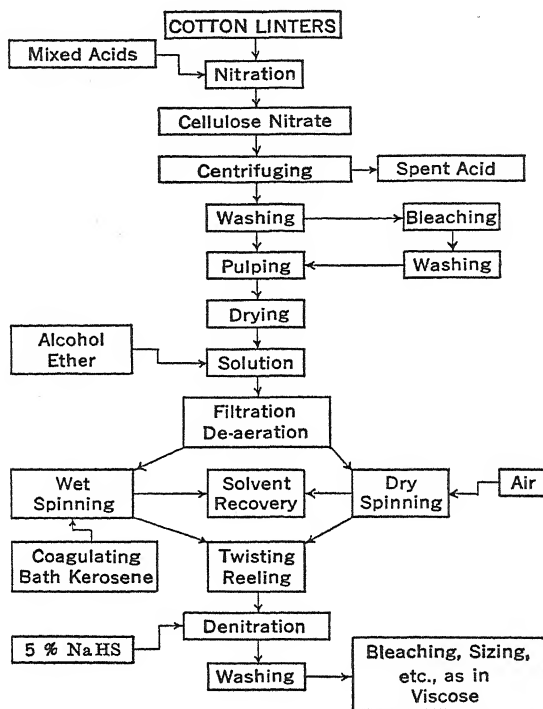 COTTON LINTERS
Mixed Acids
Nitration
Cellulose Nitrate
Centrifuging
Spent Acid
Washing
Bleaching
Pulping
Washing
Drying
Alcohol
Ether
Solution
Filtration
De-aeration
Wet
Spinning
Solvent
Recovery
Dry
Spinning
Air
Coagulating
Bath Kerosene
Twisting
Reeling
Denitration
5 % NaHS
Washing
Bleaching, Sizing,
etc., as in
Viscose